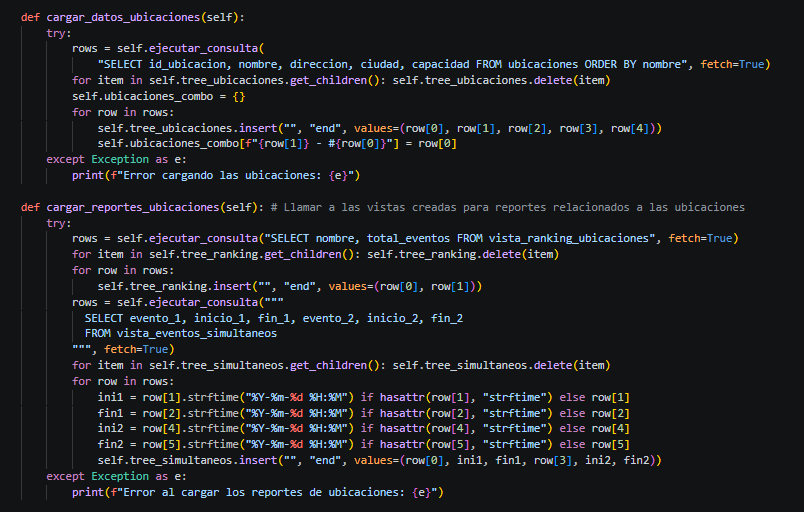 def cargar_datos_ubicaciones(self):
    try:
        rows = self.ejecutar_consulta(
            "SELECT id_ubicacion, nombre, direccion, ciudad, capacidad FROM ubicaciones ORDER BY nombre", fetch=True)
        for item in self.tree_ubicaciones.get_children(): self.tree_ubicaciones.delete(item)
        self.ubicaciones_combo = {}
        for row in rows:
            self.tree_ubicaciones.insert("", "end", values=(row[0], row[1], row[2], row[3], row[4]))
            self.ubicaciones_combo[f"{row[1]} - #{row[0]}"] = row[0]
    except Exception as e:
        print(f"Error cargando las ubicaciones: {e}")

def cargar_reportes_ubicaciones(self): # Llamar a las vistas creadas para reportes relacionados a las ubicaciones
    try:
        rows = self.ejecutar_consulta("SELECT nombre, total_eventos FROM vista_ranking_ubicaciones", fetch=True)
        for item in self.tree_ranking.get_children(): self.tree_ranking.delete(item)
        for row in rows:
            self.tree_ranking.insert("", "end", values=(row[0], row[1]))
        rows = self.ejecutar_consulta("""
          SELECT evento_1, inicio_1, fin_1, evento_2, inicio_2, fin_2
          FROM vista_eventos_simultaneos
        """, fetch=True)
        for item in self.tree_simultaneos.get_children(): self.tree_simultaneos.delete(item)
        for row in rows:
            ini1 = row[1].strftime("%Y-%m-%d %H:%M") if hasattr(row[1], "strftime") else row[1]
            fin1 = row[2].strftime("%Y-%m-%d %H:%M") if hasattr(row[2], "strftime") else row[2]
            ini2 = row[4].strftime("%Y-%m-%d %H:%M") if hasattr(row[4], "strftime") else row[4]
            fin2 = row[5].strftime("%Y-%m-%d %H:%M") if hasattr(row[5], "strftime") else row[5]
            self.tree_simultaneos.insert("", "end", values=(row[0], ini1, fin1, row[3], ini2, fin2))
    except Exception as e:
        print(f"Error al cargar los reportes de ubicaciones: {e}")